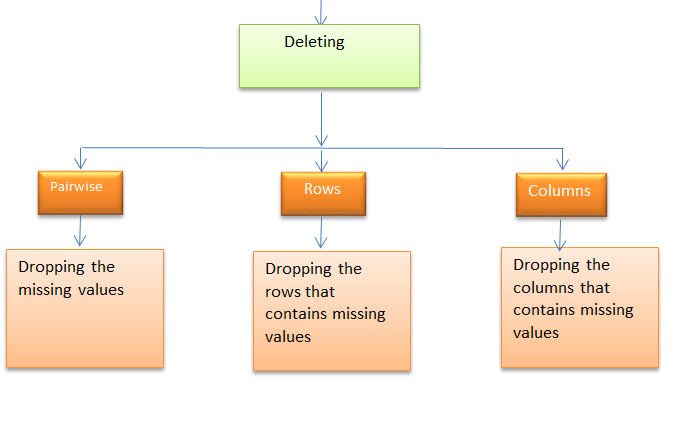 Deleting
Pairwise
Rows
Columns
Dropping the
missing values
Dropping the
rows that
contains missing
values
Dropping the
columns that
contains missing
values